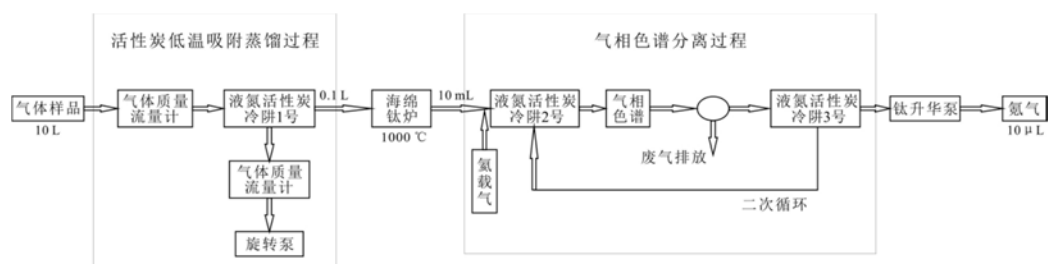 活性炭低温吸附蒸馏过程
气相色谱分离过程
气体样品
10 L
气体质量
流量计
液氮活性炭
冷阱1号
0.1 L
海绵
钛炉
1000 ℃
10 mL
液氮活性炭
冷阱2号
气相
色谱
液氮活性炭
冷阱3号
钛升华泵
氪气
10 μL
废气排放
气体质量
流量计
氦
载
气
二次循环
旋转泵